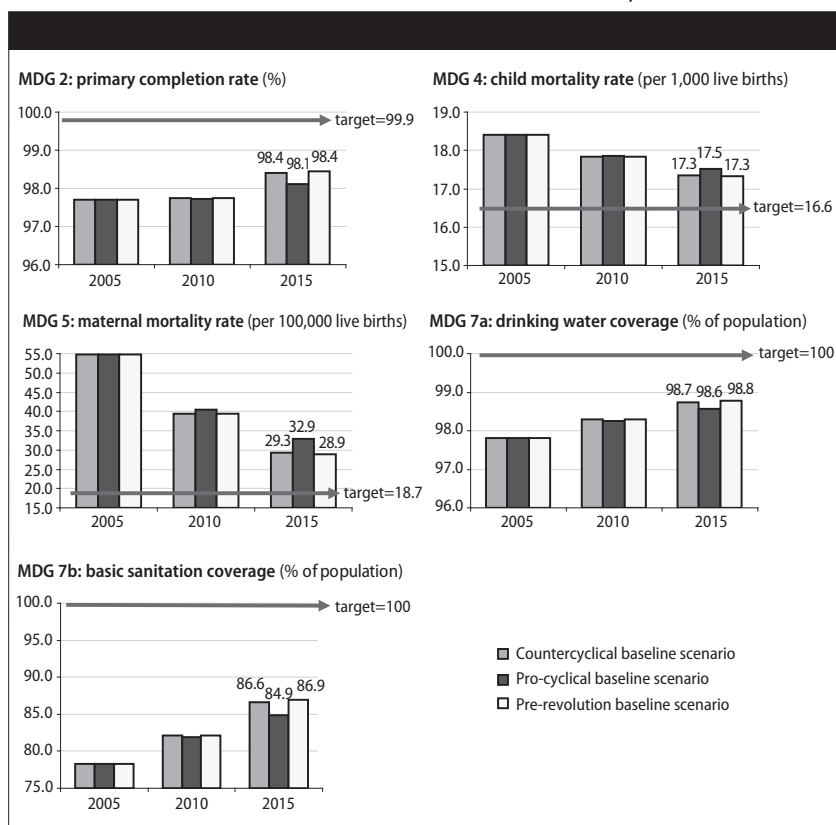 MDG 2: primary completion rate (%)
100.0
99.0
98.0
97.0
96.0
target=99.9
98.4 98.1 98.4
2005 2010 2015
MDG 4: child mortality rate (per 1,000 live births)
19.0
18.0
17.0
16.0
15.0
17.3 17.5 17.3
target=16.6
2005 2010 2015
MDG 5: maternal mortality rate (per 100,000 live births)
55.0
50.0
45.0
40.0
35.0
30.0
25.0
20.0
15.0
29.3 32.9 28.9
target=18.7
2005 2010 2015
MDG 7a: drinking water coverage (% of population)
100.0
99.0
98.0
97.0
96.0
target=100
98.7 98.6 98.8
2005 2010 2015
MDG 7b: basic sanitation coverage (% of population)
100.0
95.0
90.0
85.0
80.0
75.0
target=100
86.6 84.9 86.9
2005 2010 2015
Countercyclical baseline scenario
Pro-cyclical baseline scenario
Pre-revolution baseline scenario